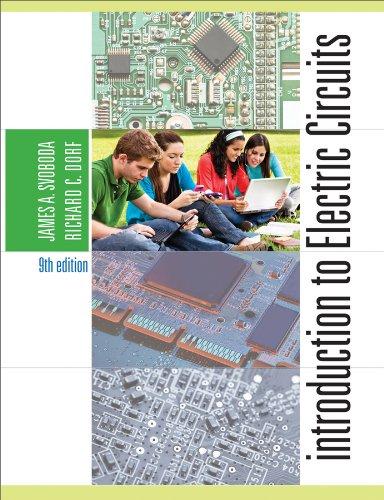 JAMES A. SVOBODA
RICHARD C. DORF
9th edition
introduction to Electric Circuits